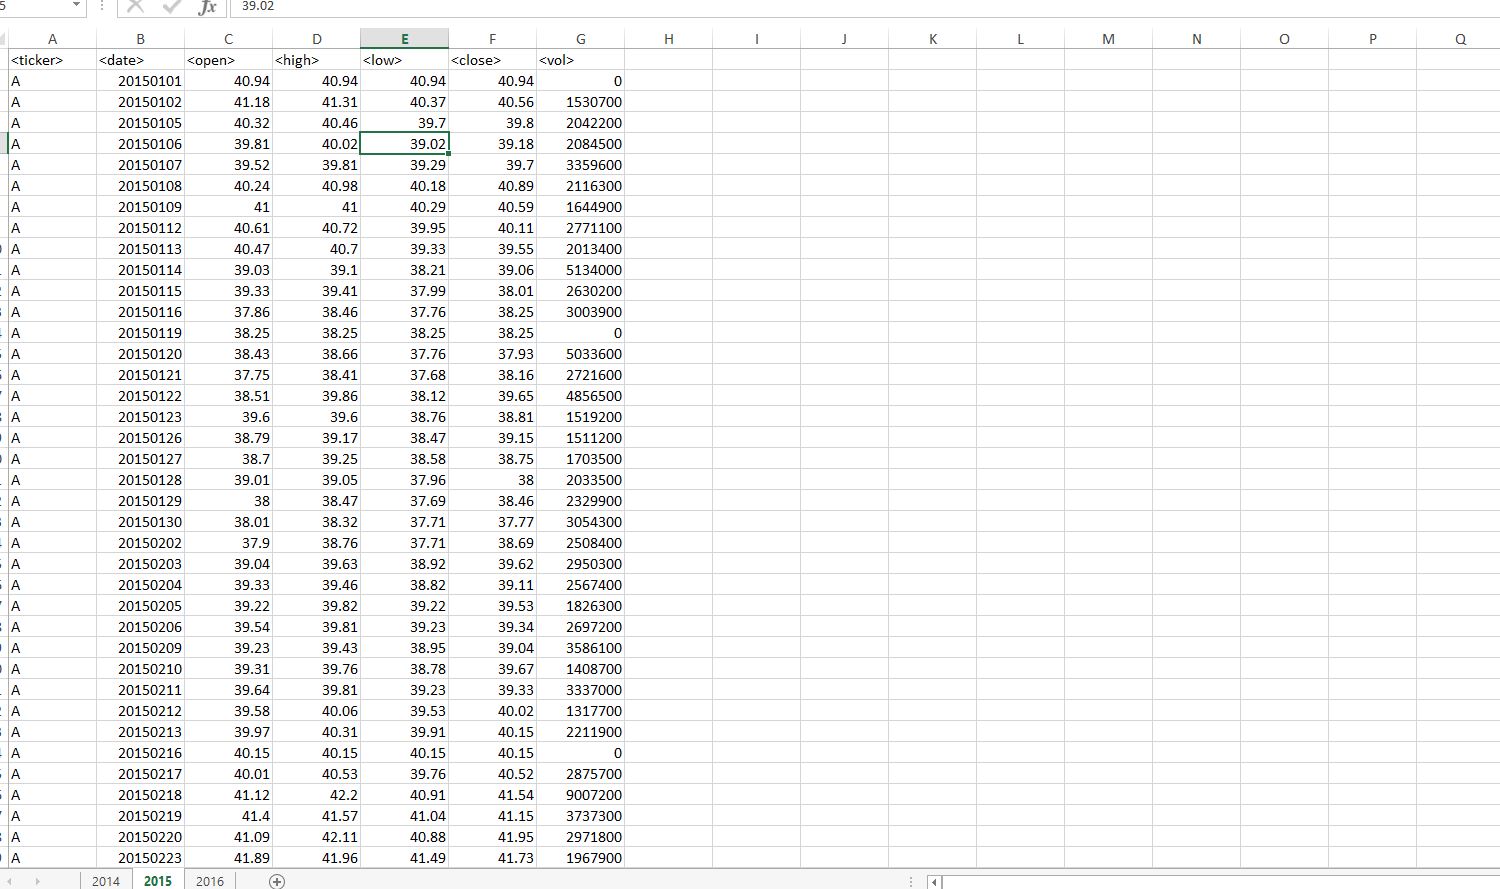 5 39.02
A B C D E F G H I J K L M N O P Q
<ticker> <date> <open> <high> <low> <close> <vol>
A 20150101 40.94 40.94 40.94 40.94 0
A 20150102 41.18 41.31 40.37 40.56 1530700
A 20150105 40.32 40.46 39.7 39.8 2042200
A 20150106 39.81 40.02 39.02 39.18 2084500
A 20150107 39.52 39.81 39.29 39.7 3359600
A 20150108 40.24 40.98 40.18 40.89 2116300
A 20150109 41 41 40.29 40.59 1644900
A 20150112 40.61 40.72 39.95 40.11 2771100
A 20150113 40.47 40.7 39.33 39.55 2013400
A 20150114 39.03 39.1 38.21 39.06 5134000
A 20150115 39.33 39.41 37.99 38.01 2630200
A 20150116 37.86 38.46 37.76 38.25 3003900
A 20150119 38.25 38.25 38.25 38.25 0
A 20150120 38.43 38.66 37.76 37.93 5033600
A 20150121 37.75 38.41 37.68 38.16 2721600
A 20150122 38.51 39.86 38.12 39.65 4856500
A 20150123 39.6 39.6 38.76 38.81 1519200
A 20150126 38.79 39.17 38.47 39.15 1511200
A 20150127 38.7 39.25 38.58 38.75 1703500
A 20150128 39.01 39.05 37.96 38 2033500
A 20150129 38 38.47 37.69 38.46 2329900
A 20150130 38.01 38.32 37.71 37.77 3054300
A 20150202 37.9 38.76 37.71 38.69 2508400
A 20150203 39.04 39.63 38.92 39.62 2950300
A 20150204 39.33 39.46 38.82 39.11 2567400
A 20150205 39.22 39.82 39.22 39.53 1826300
A 20150206 39.54 39.81 39.23 39.34 2697200
A 20150209 39.23 39.43 38.95 39.04 3586100
A 20150210 39.31 39.76 38.78 39.67 1408700
A 20150211 39.64 39.81 39.23 39.33 3337000
A 20150212 39.58 40.06 39.53 40.02 1317700
A 20150213 39.97 40.31 39.91 40.15 2211900
A 20150216 40.15 40.15 40.15 40.15 0
A 20150217 40.01 40.53 39.76 40.52 2875700
A 20150218 41.12 42.2 40.91 41.54 9007200
A 20150219 41.4 41.57 41.04 41.15 3737300
A 20150220 41.09 42.11 40.88 41.95 2971800
A 20150223 41.89 41.96 41.49 41.73 1967900
2014 2015 2016